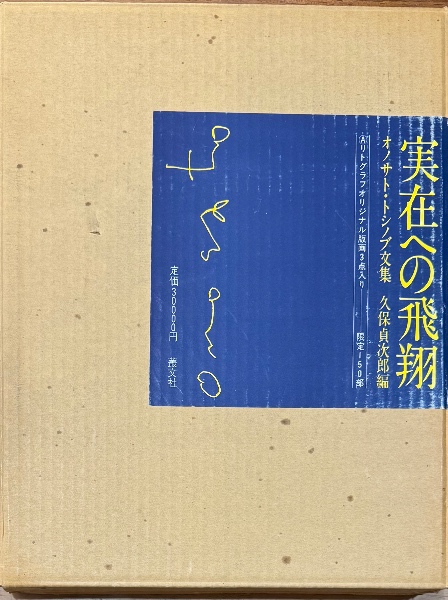 実在への飛翔
オノサト・トシノブ文集 久保貞次郎編
Ⓐリトグラフオリジナル版画3点入り——限定150部
定価30000円 叢文社